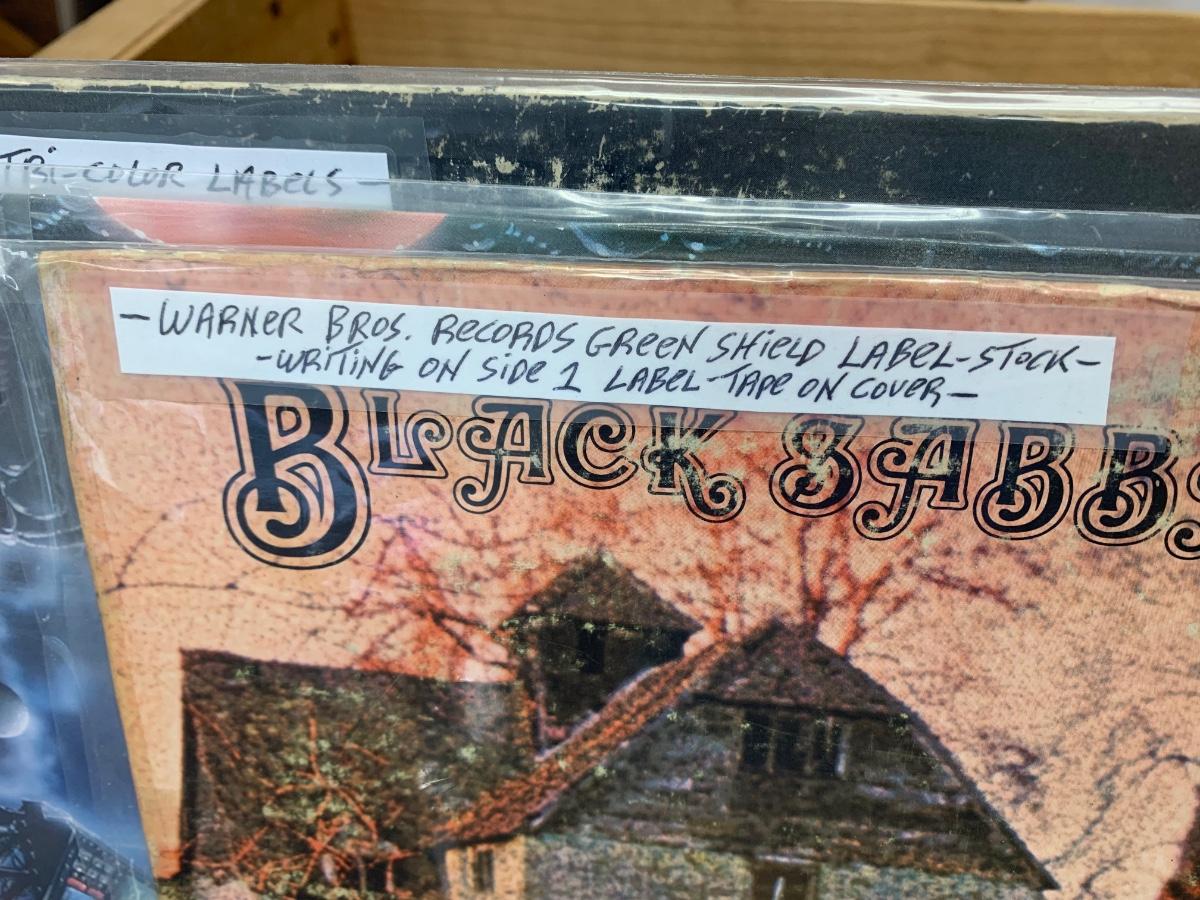 TRI-COLOR LABELS -
- WARNER BROS. RECORDS GREEN SHIELD LABEL-STOCK -
- WRITING ON SIDE 1 LABEL-TAPE ON COVER -
BLACK SABB